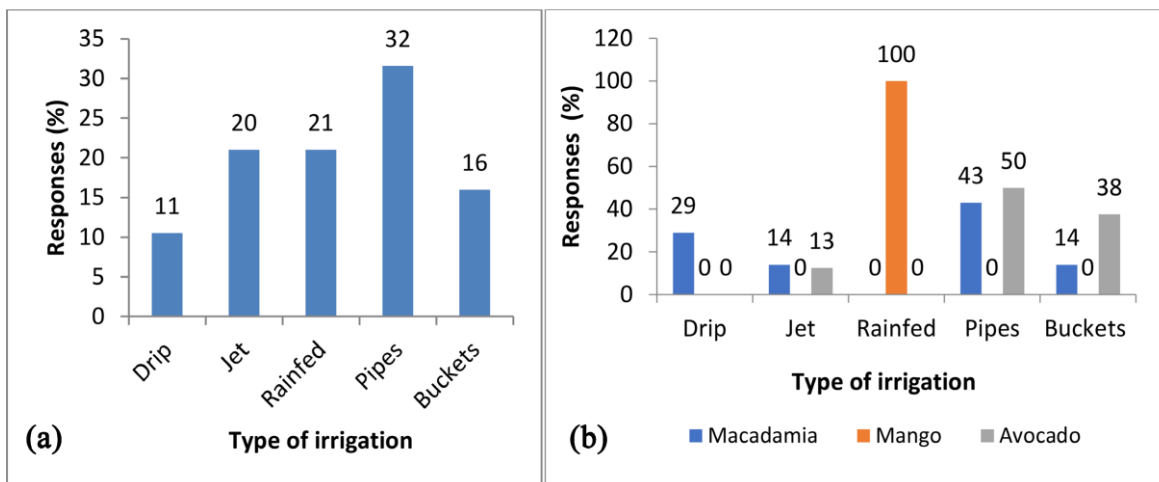 35
30
25
20
15
10
5
0
Responses (%)
11
20
21
32
16
Drip
Jet
Rainfed
Pipes
Buckets
Type of irrigation
(a)
120
100
80
60
40
20
0
Responses (%)
29
0 0
14
0
13
0
100
0
43
0
50
14
0
38
Drip Jet Rainfed Pipes Buckets
Type of irrigation
(b)
Macadamia Mango Avocado